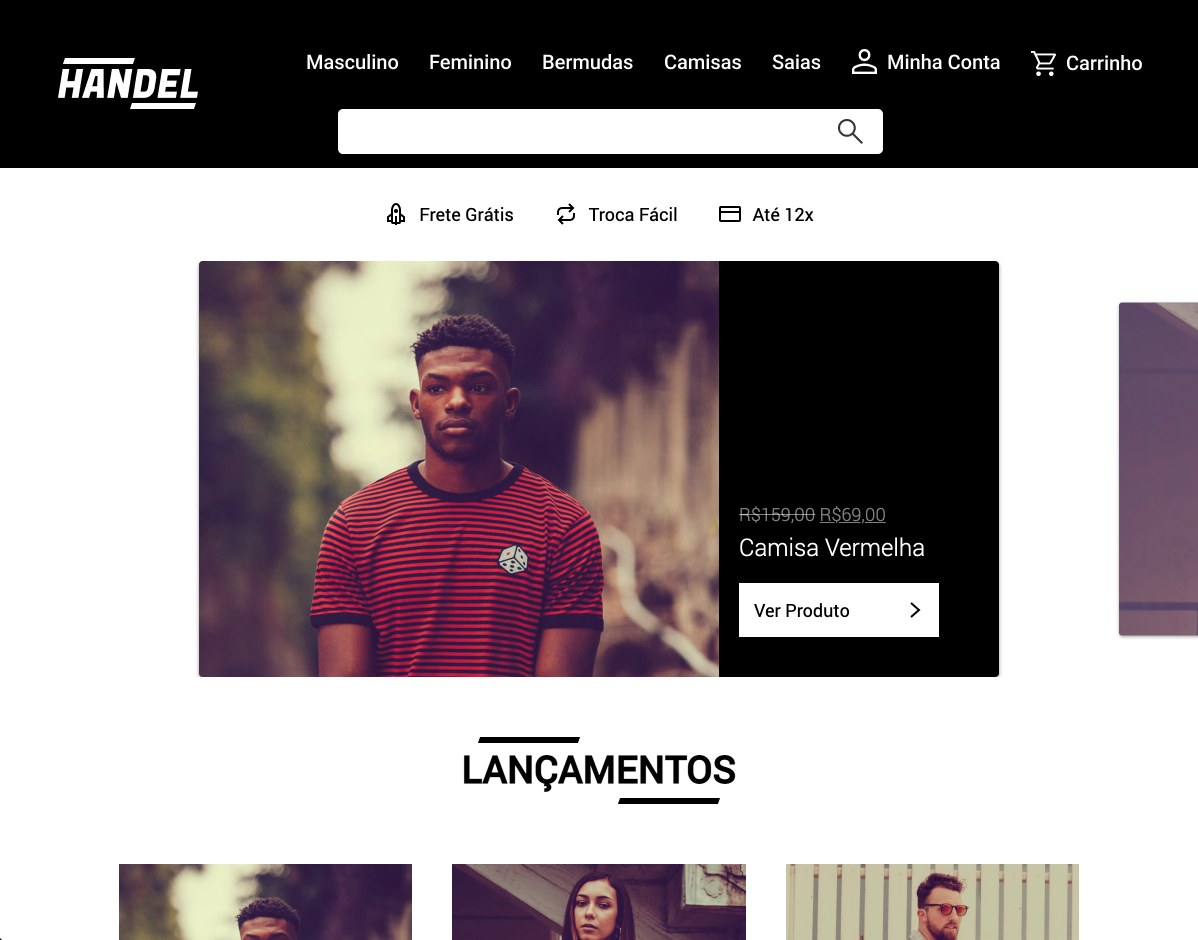 HANDEL
Masculino Feminino Bermudas Camisas Saias Minha Conta Carrinho
Frete Grátis Troca Fácil Até 12x
R$159,00 R$69,00
Camisa Vermelha
Ver Produto
LANÇAMENTOS